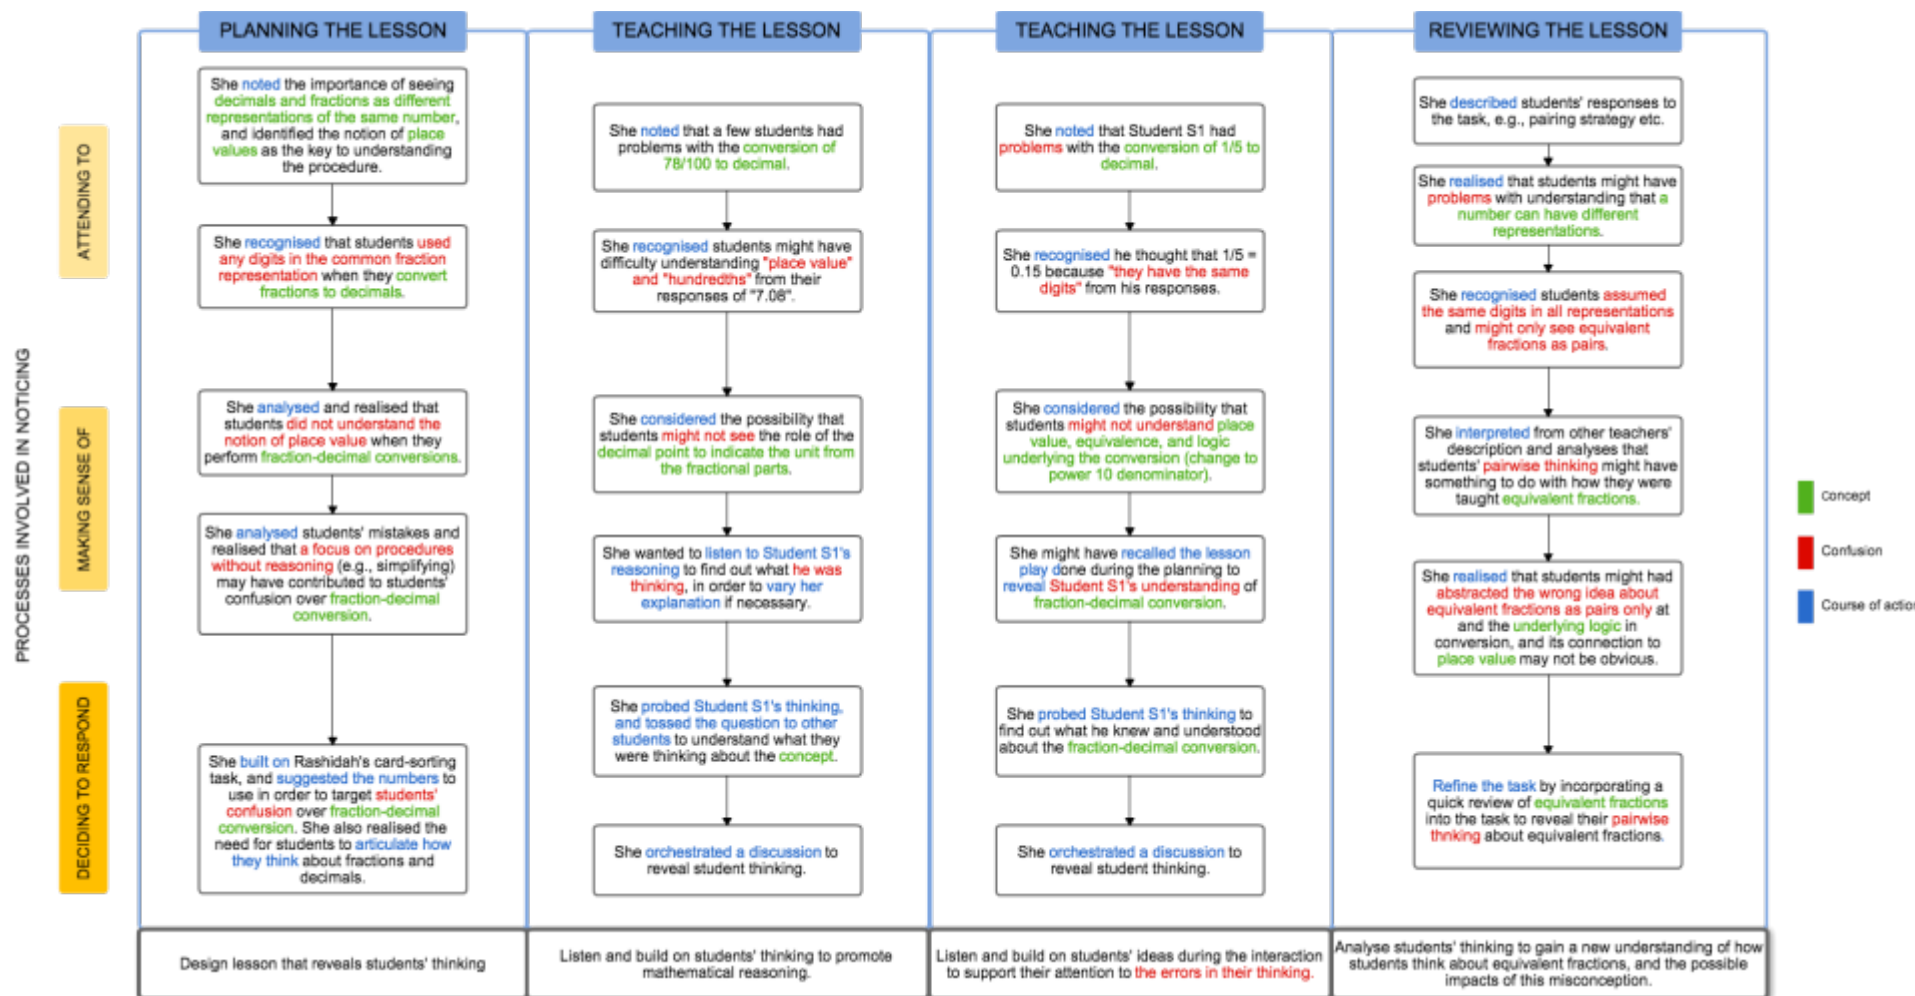 PLANNING THE LESSON
She noted the importance of seeing
decimals and fractions as different
representations of the same number,
and identified the notion of place
values as the key to understanding
the procedure.
She recognised that students used
any digits in the common fraction
representation when they convert
fractions to decimals.
She analysed and realised that
students did not understand the
notion of place value when they
perform fraction-decimal conversions.
She analysed students' mistakes and
realised that a focus on procedures
without reasoning (e.g., simplifying)
may have contributed to students'
confusion over fraction-decimal
conversion.
She built on Rashidah's card-sorting
task, and suggested the numbers to
use in order to target students'
confusion over fraction-decimal
conversion. She also realised the
need for students to articulate how
they think about fractions and
decimals.
Design lesson that reveals students' thinking
TEACHING THE LESSON
She noted that a few students had
problems with the conversion of
78/100 to decimal.
She recognised students might have
difficulty understanding "place value"
and "hundredths" from their
responses of "7.08".
She considered the possibility that
students might not see the role of the
decimal point to indicate the unit from
the fractional parts.
She wanted to listen to Student S1's
reasoning to find out what he was
thinking, in order to vary her
explanation if necessary.
She probed Student S1's thinking,
and tossed the question to other
students to understand what they
were thinking about the concept.
She orchestrated a discussion to
reveal student thinking.
Listen and build on students' thinking to promote
mathematical reasoning.
TEACHING THE LESSON
She noted that Student S1 had
problems with the conversion of 1/5 to
decimal.
She recognised he thought that 1/5 =
0.15 because "they have the same
digits" from his responses.
She considered the possibility that
students might not understand place
value, equivalence, and logic
underlying the conversion (change to
power 10 denominator).
She might have recalled the lesson
play done during the planning to
reveal Student S1's understanding of
fraction-decimal conversion.
She probed Student S1's thinking to
find out what he knew and understood
about the fraction-decimal conversion.
She orchestrated a discussion to
reveal student thinking.
Listen and build on students' ideas during the interaction
to support their attention to the errors in their thinking.
REVIEWING THE LESSON
She described students' responses to
the task, e.g., pairing strategy etc.
She realised that students might have
problems with understanding that a
number can have different
representations.
She recognised students assumed
the same digits in all representations
and might only see equivalent
fractions as pairs.
She interpreted from other teachers'
description and analyses that
students' pairwise thinking might have
something to do with how they were
taught equivalent fractions.
She realised that students might had
abstracted the wrong idea about
equivalent fractions as pairs only at
and the underlying logic in
conversion, and its connection to
place value may not be obvious.
Refine the task by incorporating a
quick review of equivalent fractions
into the task to reveal their pairwise
thnking about equivalent fractions.
Analyse students' thinking to gain a new understanding of how
students think about equivalent fractions, and the possible
impacts of this misconception.
PROCESSES INVOLVED IN NOTICING
ATTENDING TO
MAKING SENSE OF
DECIDING TO RESPOND
Concept
Confusion
Course of action